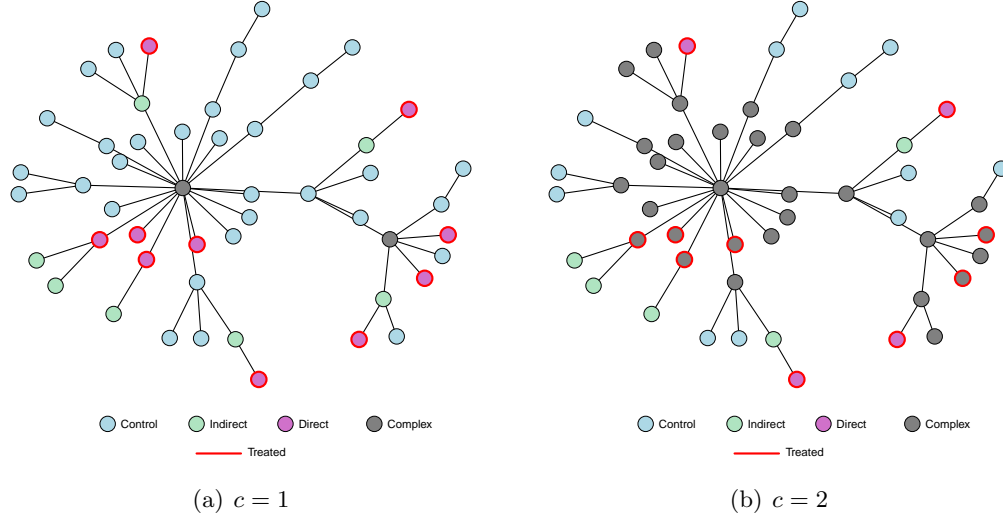 Control Indirect Direct Complex
Treated
(a) c = 1
Control Indirect Direct Complex
Treated
(b) c = 2